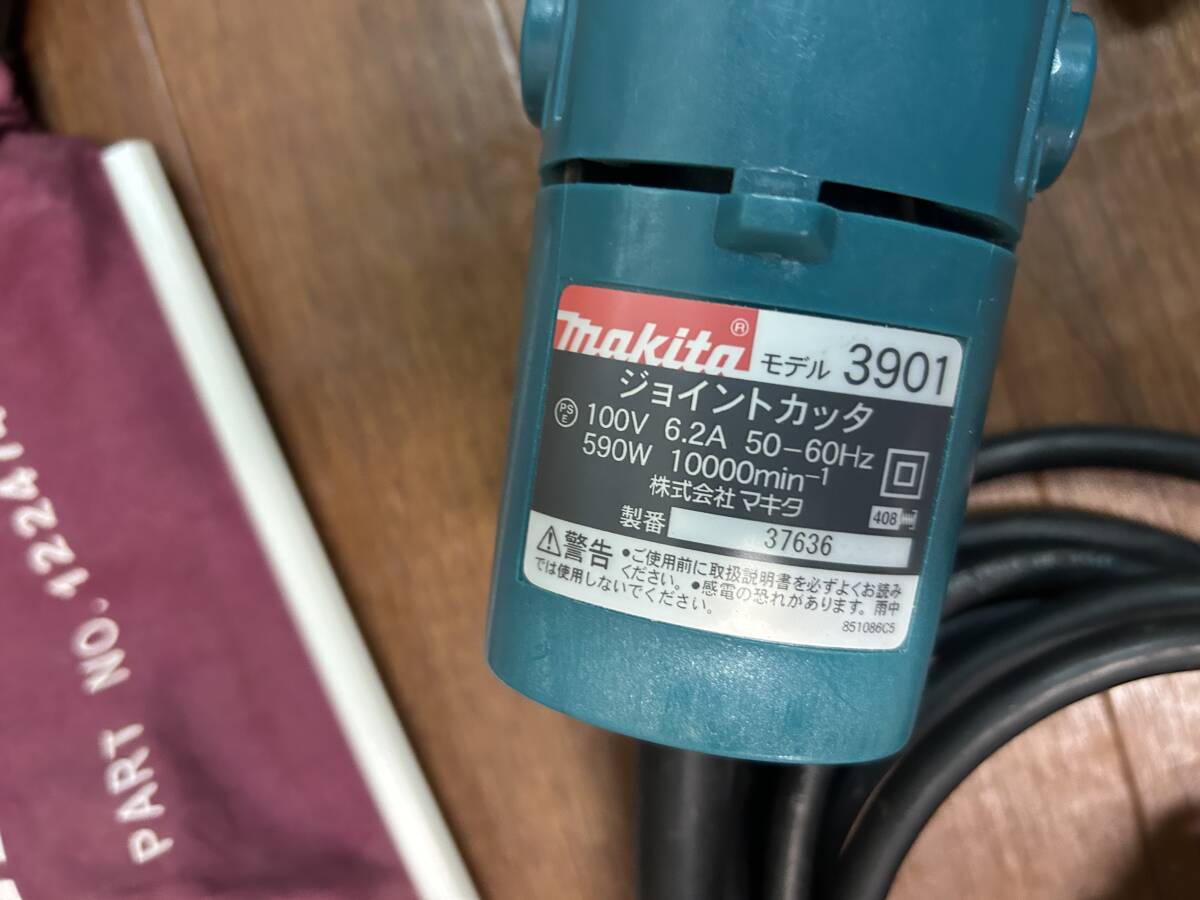 makita® モデル 3901
ジョイントカッタ
PSE 100V 6.2A 50-60Hz
590W 10000min-1
株式会社 マキタ
408
製番 37636
警告 ●ご使用前に取扱説明書を必ずよくお読み
ください。●感電の恐れがあります。雨中
では使用しないでください。
851086C5
PART NO. 1224